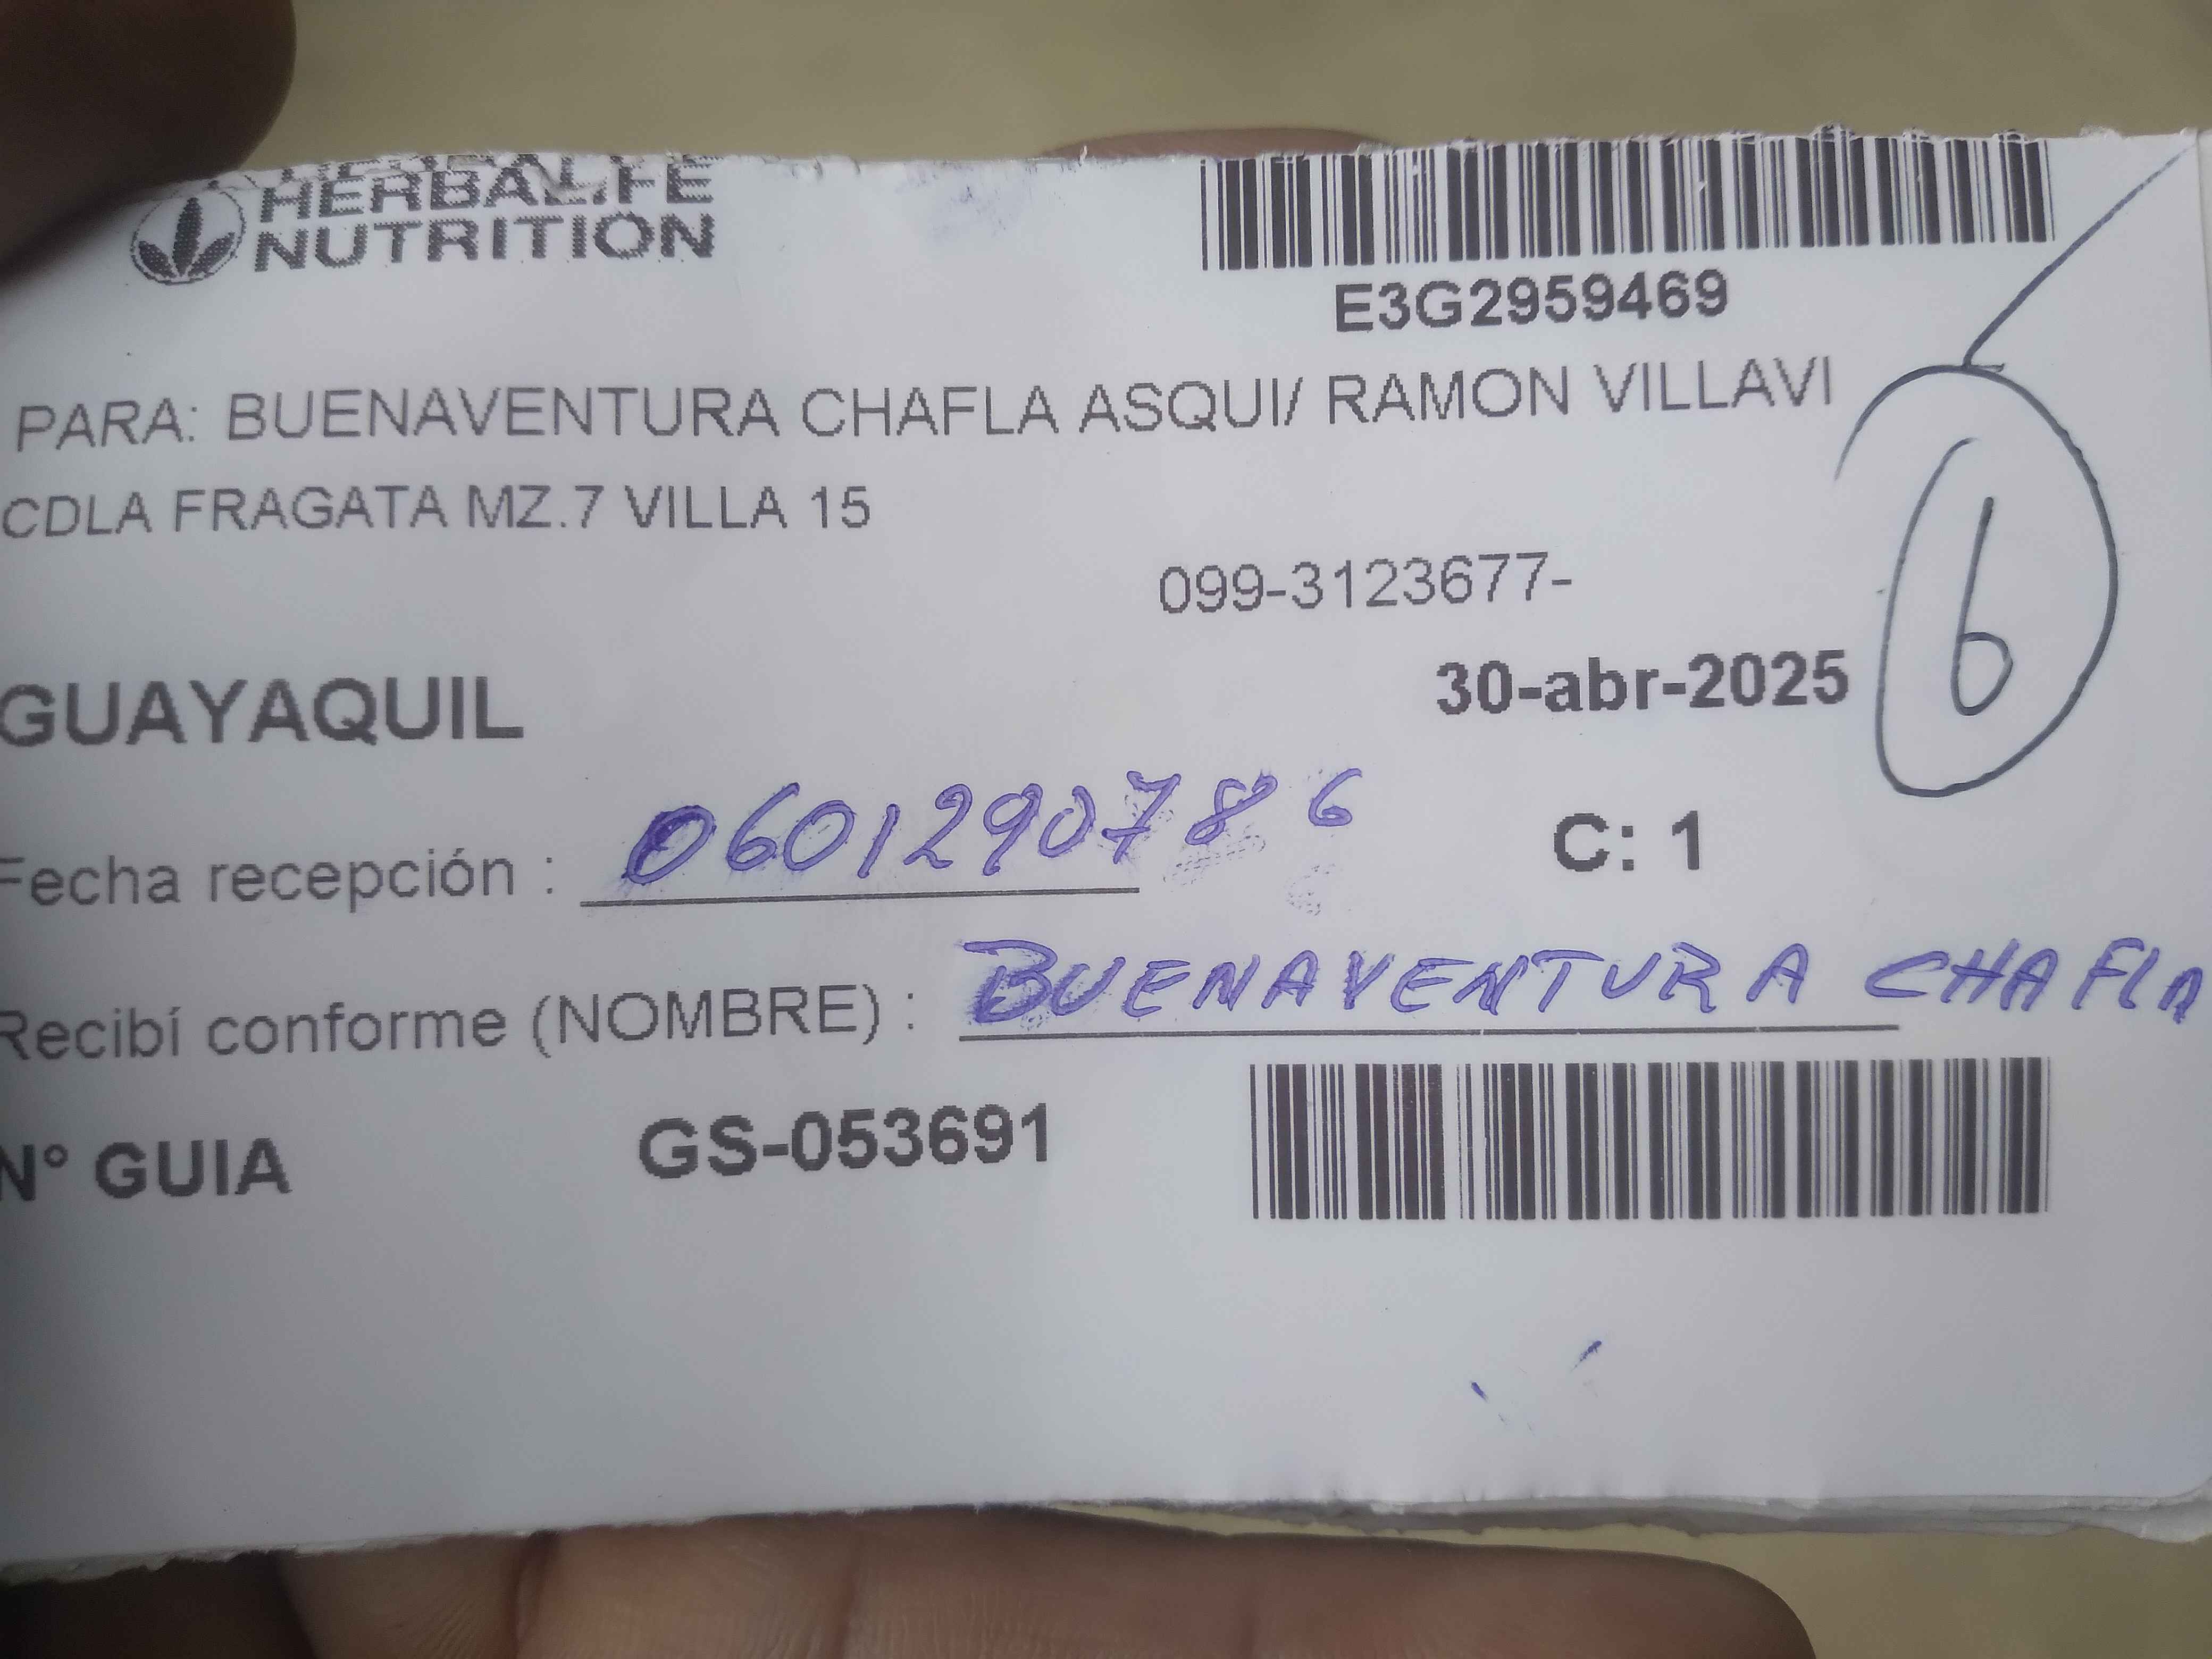 HERBALIFE
NUTRITION
E3G2959469
PARA: BUENAVENTURA CHAFLA ASQUI/ RAMON VILLAVI
CDLA FRAGATA MZ.7 VILLA 15
099-3123677-
6
GUAYAQUIL
30-abr-2025
Fecha recepción : 0601290786
C: 1
Recibí conforme (NOMBRE) : BUENAVENTURA CHAFLA
N° GUIA GS-053691